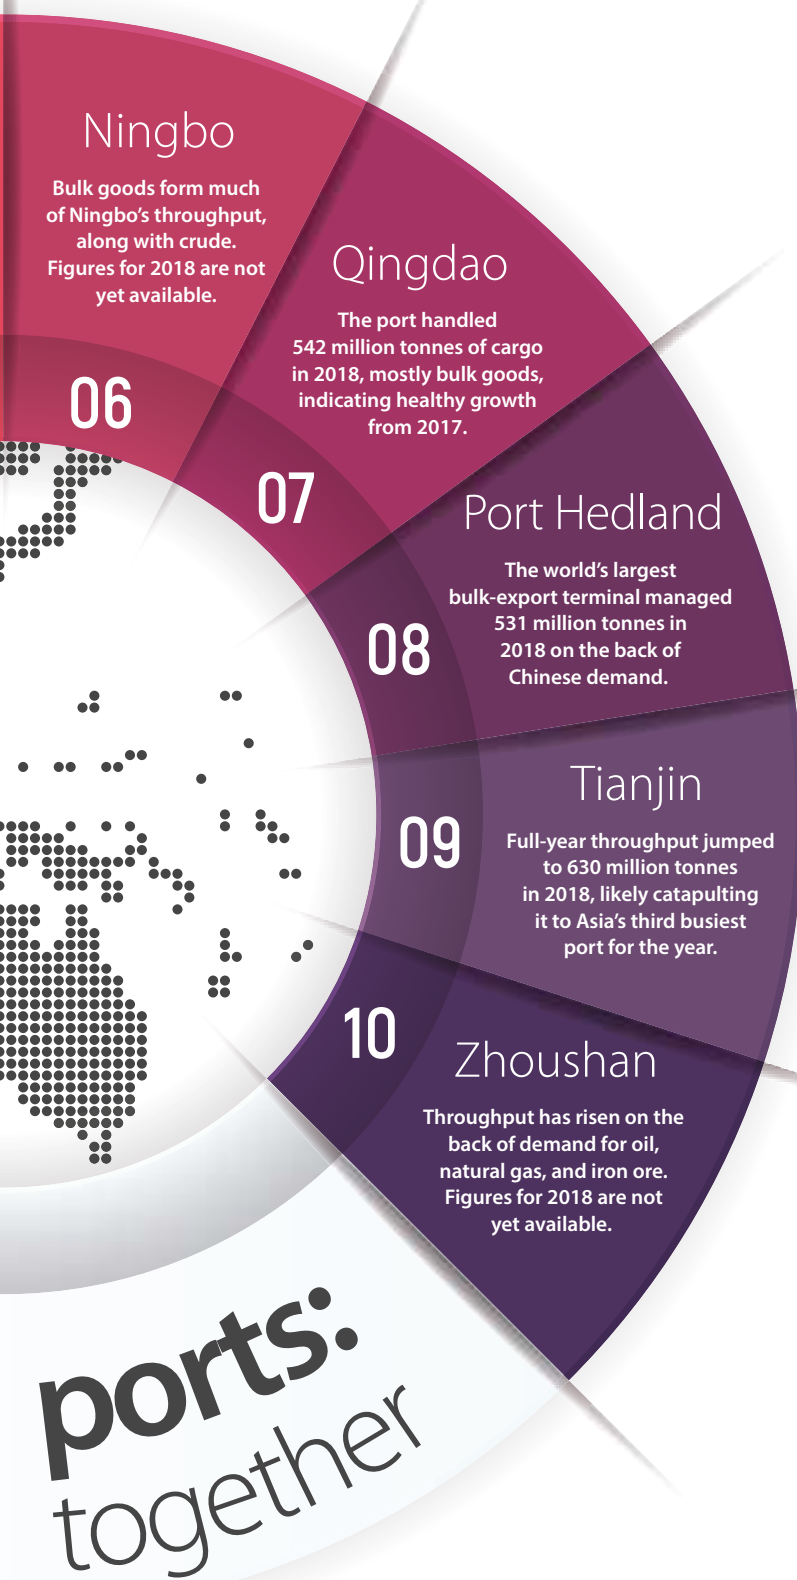 Ningbo
Bulk goods form much
of Ningbo’s throughput,
along with crude.
Figures for 2018 are not
yet available.
06
Qingdao
The port handled
542 million tonnes of cargo
in 2018, mostly bulk goods,
indicating healthy growth
from 2017.
07
Port Hedland
The world’s largest
bulk-export terminal managed
531 million tonnes in
2018 on the back of
Chinese demand.
08
Tianjin
Full-year throughput jumped
to 630 million tonnes
in 2018, likely catapulting
it to Asia’s third busiest
port for the year.
09
Zhoushan
Throughput has risen on the
back of demand for oil,
natural gas, and iron ore.
Figures for 2018 are not
yet available.
10
ports:
together